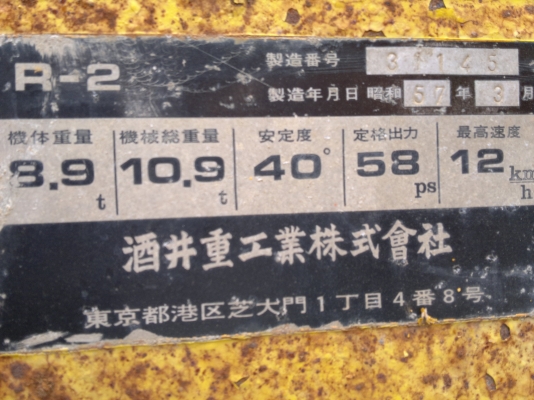 R-2
製造番号 31145
製造年月日 昭和 57 年 3 月
機体重量 機械総重量 安定度 定格出力 最高速度
8.9 t 10.9 t 40° 58 ps 12 km/h
酒井重工業株式會社
東京都港区芝大門1丁目4番8号